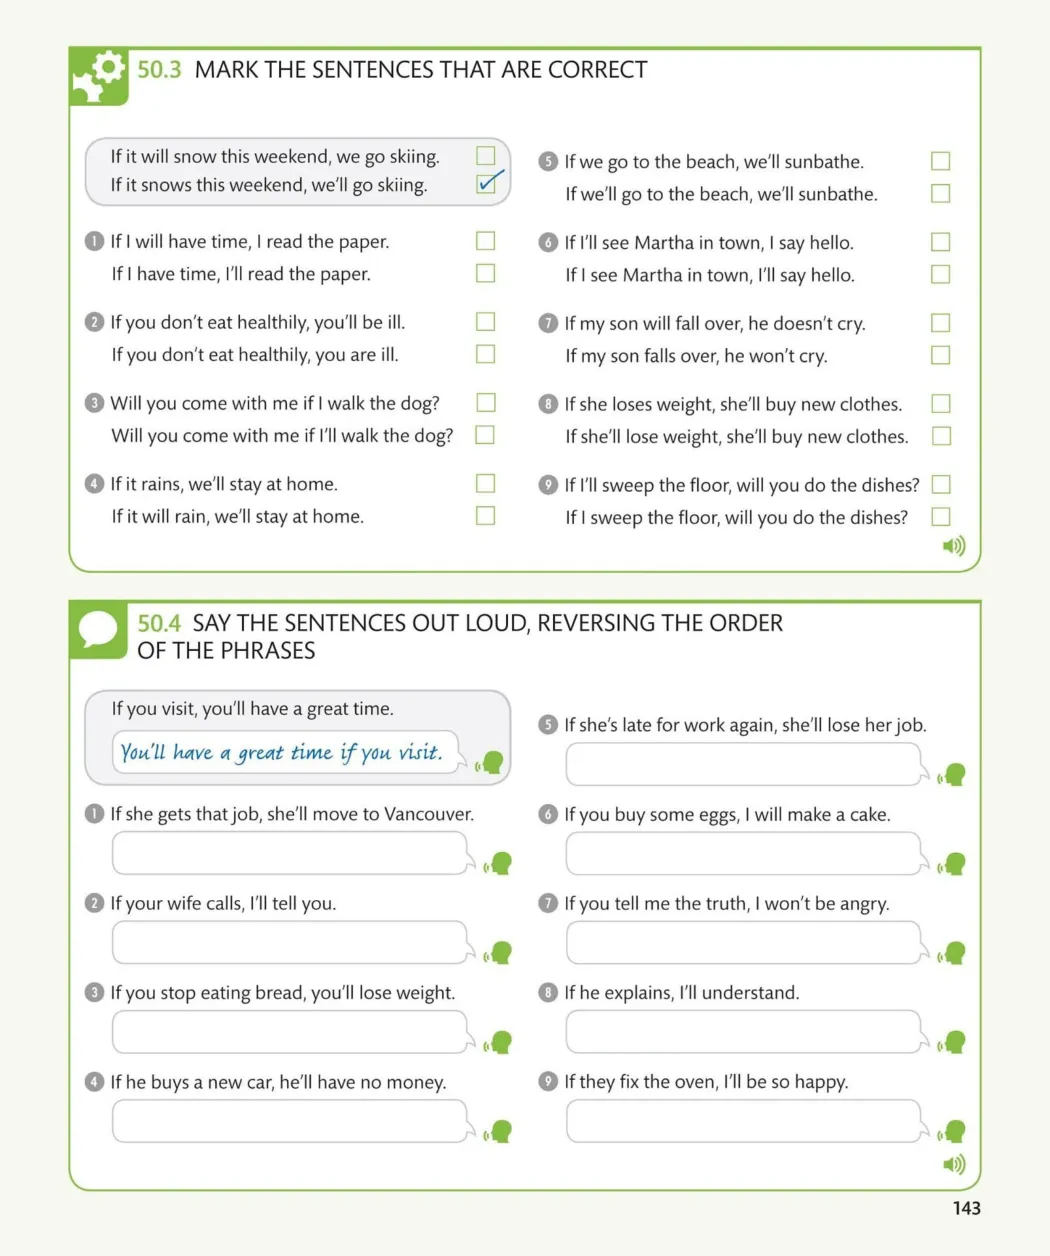 50.3 MARK THE SENTENCES THAT ARE CORRECT
If it will snow this weekend, we go skiing.
If it snows this weekend, we'll go skiing.
1 If I will have time, I read the paper.
If I have time, I'll read the paper.
2 If you don't eat healthily, you'll be ill.
If you don't eat healthily, you are ill.
3 Will you come with me if I walk the dog?
Will you come with me if I'll walk the dog?
4 If it rains, we'll stay at home.
If it will rain, we'll stay at home.
5 If we go to the beach, we'll sunbathe.
If we'll go to the beach, we'll sunbathe.
6 If I'll see Martha in town, I say hello.
If I see Martha in town, I'll say hello.
7 If my son will fall over, he doesn't cry.
If my son falls over, he won't cry.
8 If she loses weight, she'll buy new clothes.
If she'll lose weight, she'll buy new clothes.
9 If I'll sweep the floor, will you do the dishes?
If I sweep the floor, will you do the dishes?
50.4 SAY THE SENTENCES OUT LOUD, REVERSING THE ORDER
OF THE PHRASES
If you visit, you'll have a great time.
You'll have a great time if you visit.
1 If she gets that job, she'll move to Vancouver.
2 If your wife calls, I'll tell you.
3 If you stop eating bread, you'll lose weight.
4 If he buys a new car, he'll have no money.
5 If she's late for work again, she'll lose her job.
6 If you buy some eggs, I will make a cake.
7 If you tell me the truth, I won't be angry.
8 If he explains, I'll understand.
9 If they fix the oven, I'll be so happy.
143